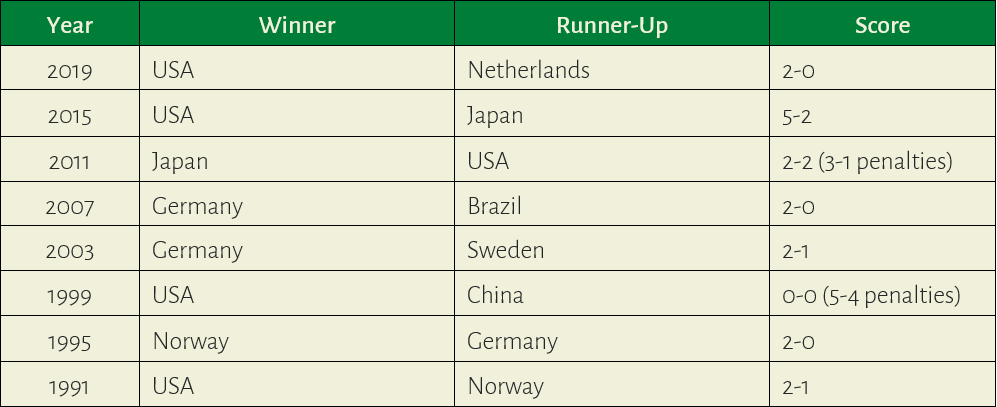 Year Winner Runner-Up Score
2019 USA Netherlands 2-0
2015 USA Japan 5-2
2011 Japan USA 2-2 (3-1 penalties)
2007 Germany Brazil 2-0
2003 Germany Sweden 2-1
1999 USA China 0-0 (5-4 penalties)
1995 Norway Germany 2-0
1991 USA Norway 2-1